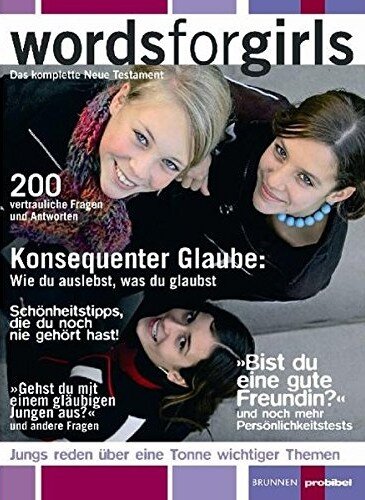 wordsforgirls
Das komplette Neue Testament
200
vertrauliche Fragen
und Antworten
Konsequenter Glaube:
Wie du auslebst, was du glaubst
Schönheitstipps,
die du noch
nie gehört hast!
»Gehst du mit
einem gläubigen
Jungen aus?«
und andere Fragen
»Bist du
eine gute
Freundin?«
und noch mehr
Persönlichkeitstests
Jungs reden über eine Tonne wichtiger Themen
BRUNNEN probibel